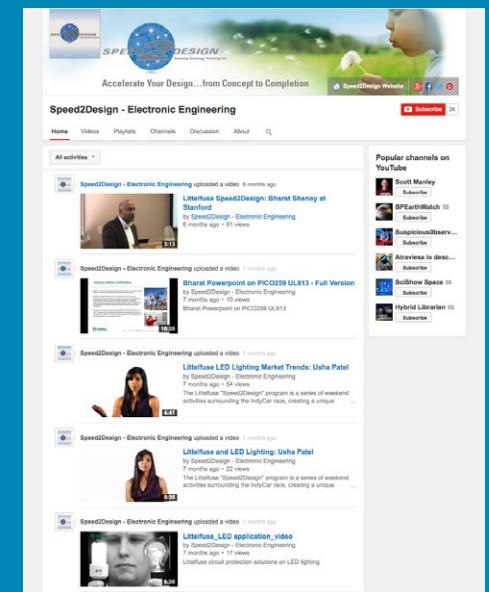 SPEED2DESIGN
Accelerate Your Design...from Concept to Completion
Speed2Design Website
Speed2Design - Electronic Engineering
Subscribe 26
Home Videos Playlists Channels Discussion About
All activities
Speed2Design - Electronic Engineering uploaded a video 6 months ago
Littelfuse Speed2Design: Bharat Shenay at
Stanford
by Speed2Design - Electronic Engineering
6 months ago • 61 views
3:13
Speed2Design - Electronic Engineering uploaded a video 7 months ago
Bharat Powerpoint on PICO259 UL913 - Full Version
by Speed2Design - Electronic Engineering
7 months ago • 10 views
Bharat Powerpoint on PICO259 UL913
Speed2Design - Electronic Engineering uploaded a video 7 months ago
Littelfuse LED Lighting Market Trends: Usha Patel
by Speed2Design - Electronic Engineering
7 months ago • 54 views
The Littelfuse "Speed2Design" program is a series of weekend
activities surrounding the IndyCar race, creating a unique ...
4:41
Speed2Design - Electronic Engineering uploaded a video 7 months ago
Littelfuse and LED Lighting: Usha Patel
by Speed2Design - Electronic Engineering
7 months ago • 22 views
The Littelfuse "Speed2Design" program is a series of weekend
activities surrounding the IndyCar race, creating a unique ...
Speed2Design - Electronic Engineering uploaded a video 7 months ago
Littelfuse_LED application_video
by Speed2Design - Electronic Engineering
7 months ago • 17 views
Littelfuse circuit protection solutions on LED lighting
Popular channels on
YouTube
Scott Manley
Subscribe
BPEarthWatch
Subscribe
Suspicious0bserv...
Subscribe
Atraviesa lo desc...
Subscribe
SciShow Space
Subscribe
Hybrid Librarian
Subscribe